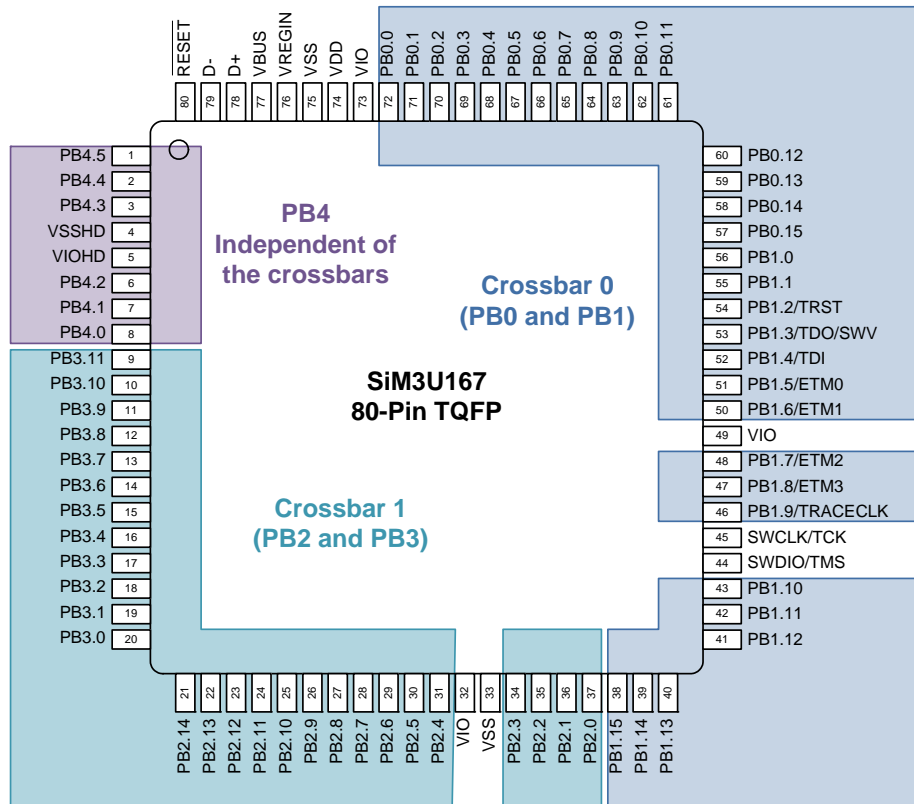 RESET
D-
D+
VBUS
VREGIN
VSS
VDD
VIO
PB0.0
PB0.1
PB0.2
PB0.3
PB0.4
PB0.5
PB0.6
PB0.7
PB0.8
PB0.9
PB0.10
PB0.11
80
79
78
77
76
75
74
73
72
71
70
69
68
67
66
65
64
63
62
61
PB4.5 1
PB4.4 2
PB4.3 3
VSSHD 4
VIOHD 5
PB4.2 6
PB4.1 7
PB4.0 8
PB3.11 9
PB3.10 10
PB3.9 11
PB3.8 12
PB3.7 13
PB3.6 14
PB3.5 15
PB3.4 16
PB3.3 17
PB3.2 18
PB3.1 19
PB3.0 20
PB4
Independent of
the crossbars
Crossbar 0
(PB0 and PB1)
SiM3U167
80-Pin TQFP
Crossbar 1
(PB2 and PB3)
60 PB0.12
59 PB0.13
58 PB0.14
57 PB0.15
56 PB1.0
55 PB1.1
54 PB1.2/TRST
53 PB1.3/TDO/SWV
52 PB1.4/TDI
51 PB1.5/ETM0
50 PB1.6/ETM1
49 VIO
48 PB1.7/ETM2
47 PB1.8/ETM3
46 PB1.9/TRACECLK
45 SWCLK/TCK
44 SWDIO/TMS
43 PB1.10
42 PB1.11
41 PB1.12
21
22
23
24
25
26
27
28
29
30
31
32
33
34
35
36
37
38
39
40
PB2.14
PB2.13
PB2.12
PB2.11
PB2.10
PB2.9
PB2.8
PB2.7
PB2.6
PB2.5
PB2.4
VIO
VSS
PB2.3
PB2.2
PB2.1
PB2.0
PB1.15
PB1.14
PB1.13